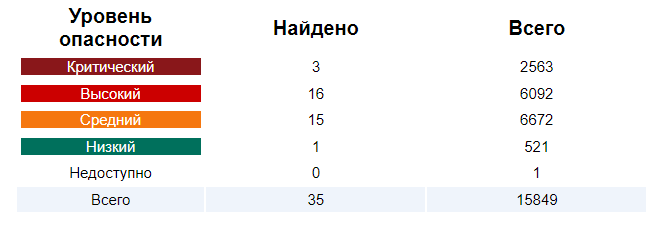 Уровень опасности Найдено Всего
Критический 3 2563
Высокий 16 6092
Средний 15 6672
Низкий 1 521
Недоступно 0 1
Всего 35 15849